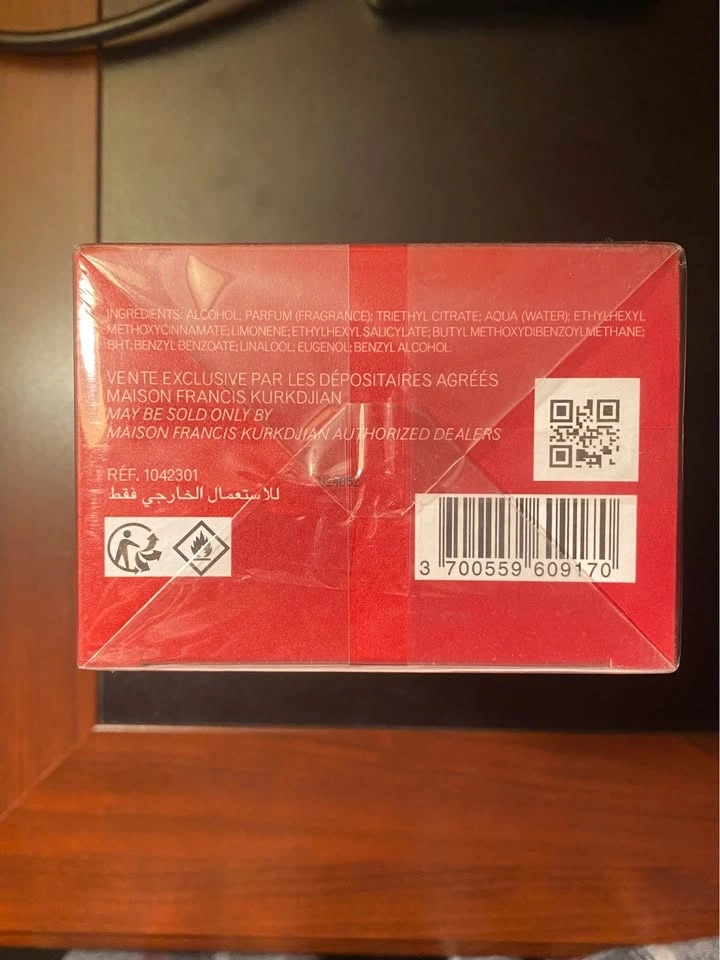 INGREDIENTS: ALCOHOL; PARFUM (FRAGRANCE); TRIETHYL CITRATE; AQUA (WATER); ETHYLHEXYL
METHOXYCINNAMATE; LIMONENE; ETHYLHEXYL SALICYLATE; BUTYL METHOXYDIBENZOYLMETHANE;
BHT; BENZYL BENZOATE; LINALOOL; EUGENOL; BENZYL ALCOHOL.
VENTE EXCLUSIVE PAR LES DÉPOSITAIRES AGRÉÉS
MAISON FRANCIS KURKDJIAN
MAY BE SOLD ONLY BY
MAISON FRANCIS KURKDJIAN AUTHORIZED DEALERS
RÉF. 1042301
للاستعمال الخارجي فقط
3 700559 609170